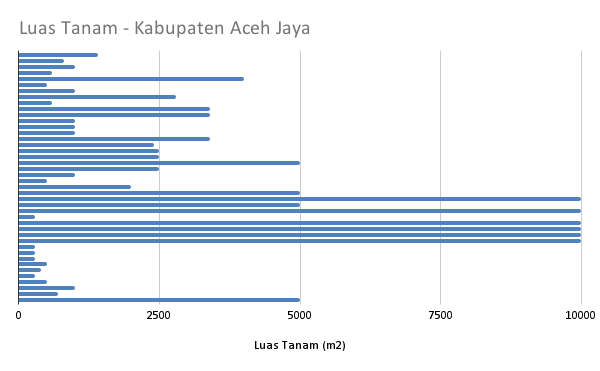 Luas Tanam - Kabupaten Aceh Jaya
0 2500 5000 7500 10000
Luas Tanam (m2)